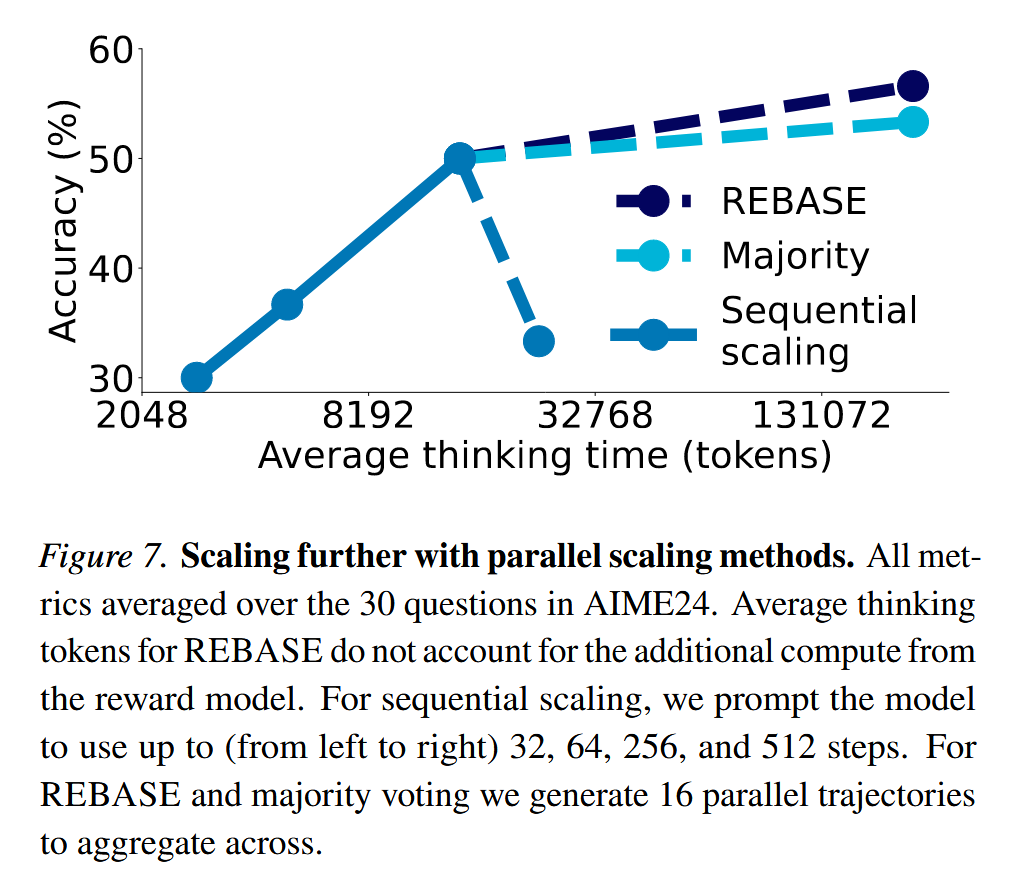 60
50
40
30
Accuracy (%)
REBASE
Majority
Sequential
scaling
2048 8192 32768 131072
Average thinking time (tokens)
Figure 7. Scaling further with parallel scaling methods. All met-
rics averaged over the 30 questions in AIME24. Average thinking
tokens for REBASE do not account for the additional compute from
the reward model. For sequential scaling, we prompt the model
to use up to (from left to right) 32, 64, 256, and 512 steps. For
REBASE and majority voting we generate 16 parallel trajectories
to aggregate across.